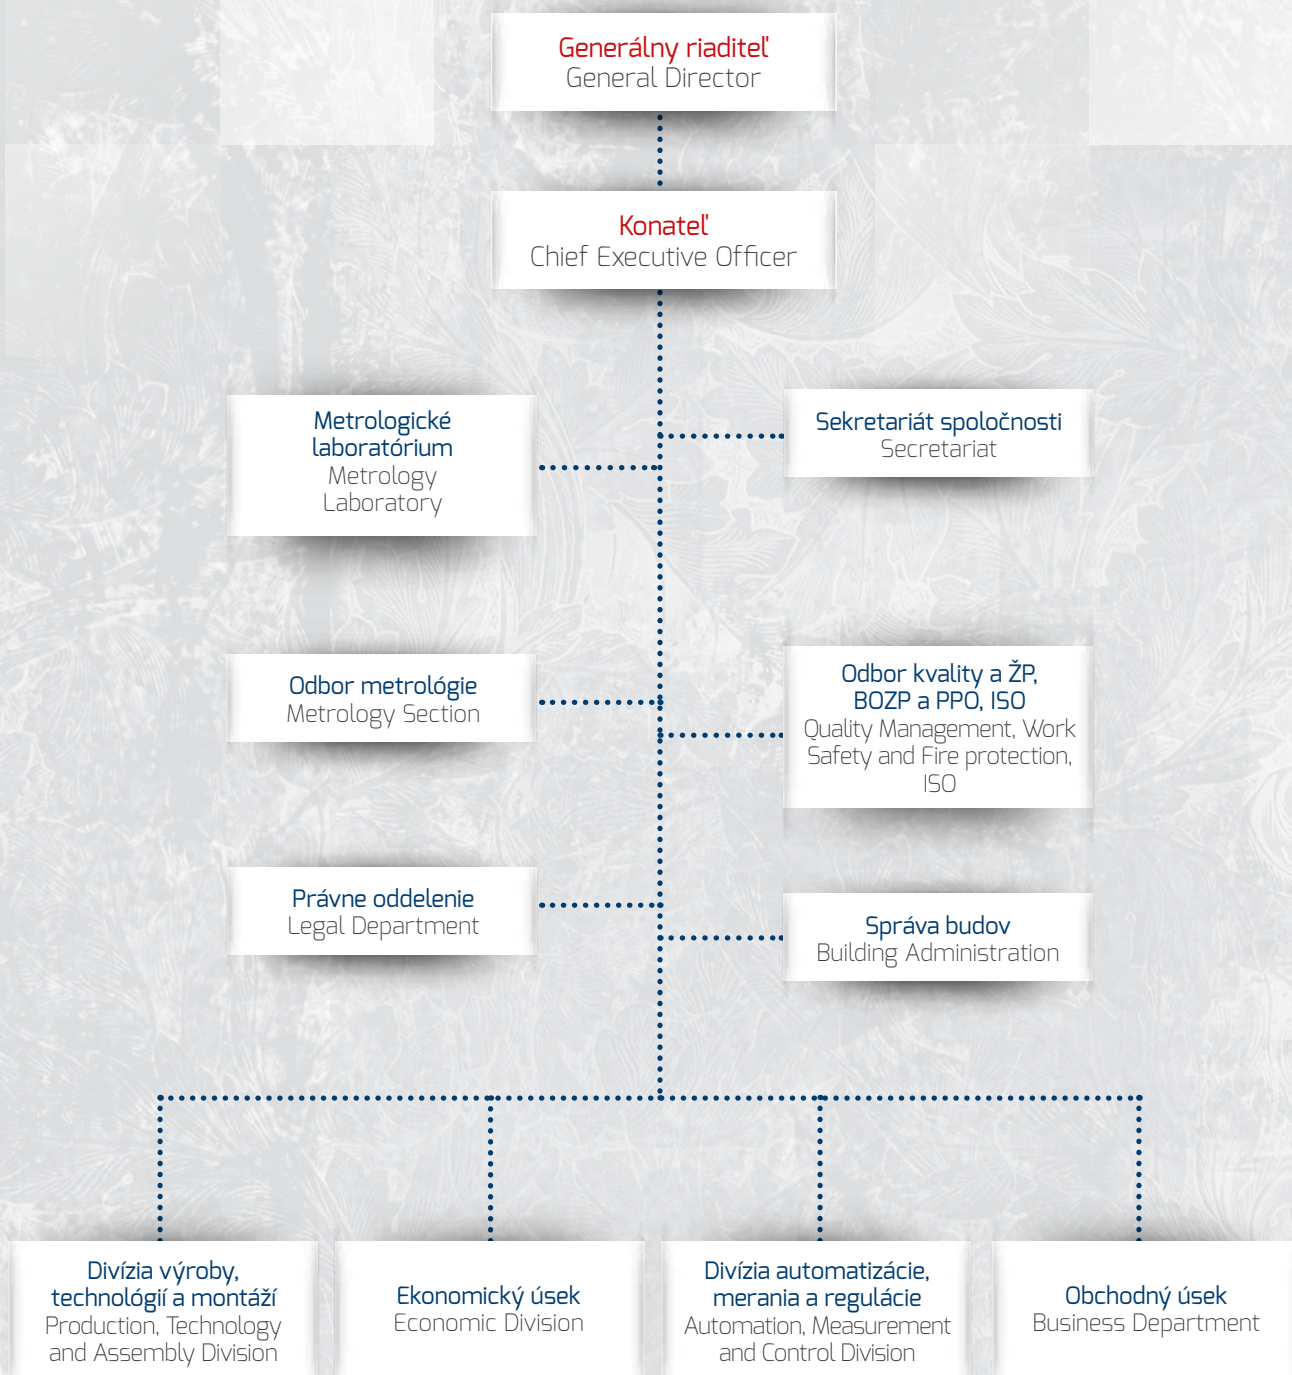 Generálny riaditeľ
General Director
Konateľ
Chief Executive Officer
Metrologické
laboratórium
Metrology
Laboratory
Sekretariát spoločnosti
Secretariat
Odbor metrológie
Metrology Section
Odbor kvality a ŽP,
BOZP a PPO, ISO
Quality Management, Work
Safety and Fire protection,
ISO
Právne oddelenie
Legal Department
Správa budov
Building Administration
Divízia výroby,
technológií a montáží
Production, Technology
and Assembly Division
Ekonomický úsek
Economic Division
Divízia automatizácie,
merania a regulácie
Automation, Measurement
and Control Division
Obchodný úsek
Business Department